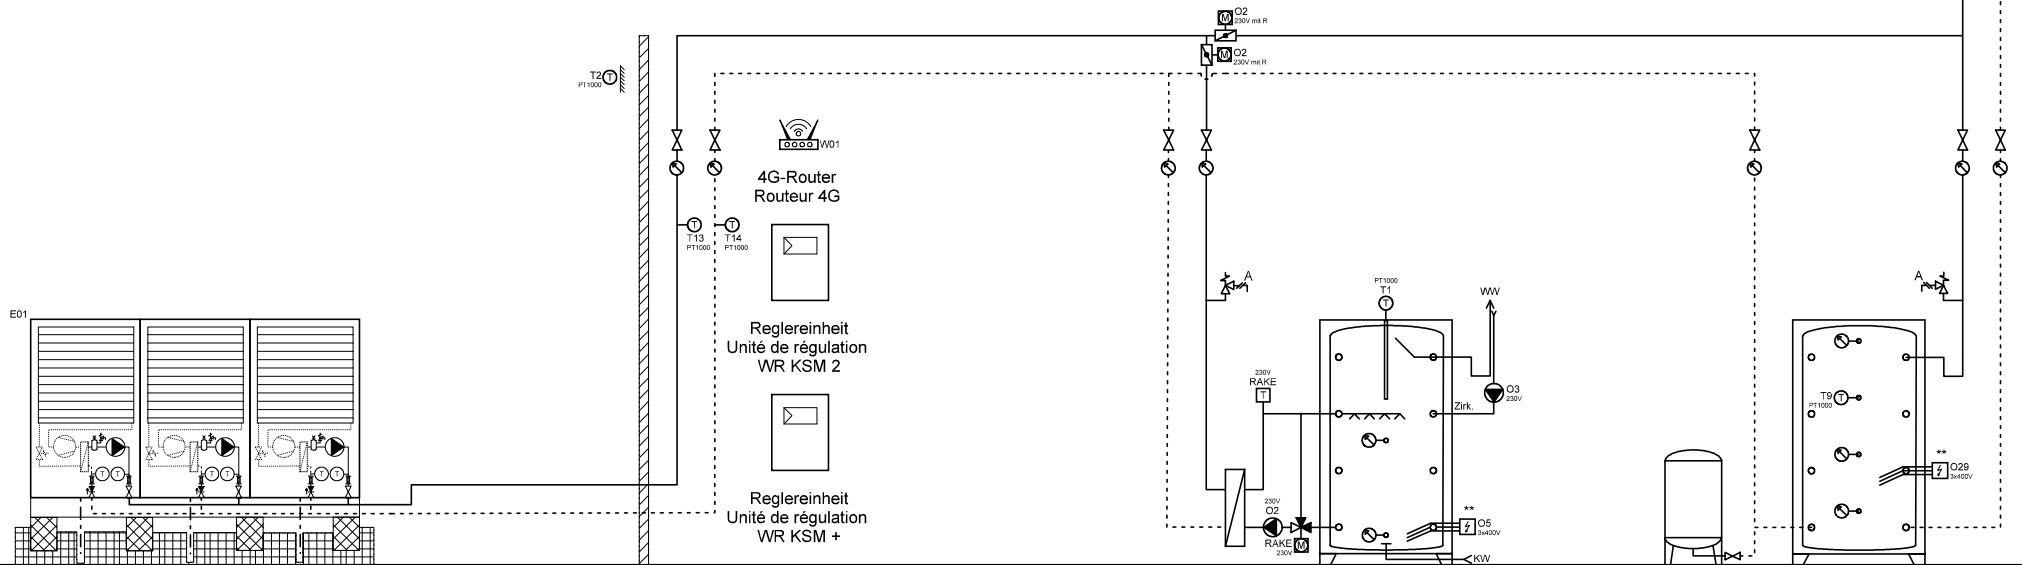 O2
230V mit R
O2
230V mit R
T2
PT1000
W01
4G-Router
Routeur 4G
T13
PT1000
T14
PT1000
E01
Reglereinheit
Unité de régulation
WR KSM 2
Reglereinheit
Unité de régulation
WR KSM +
A
PT1000
T1
T
WW
230V
RAKE
T
O3
230V
Zirk.
230V
O2
RAKE
230V
M
**
O5
3x400V
KW
A
T9
PT1000
T
**
O29
3x400V
M
M
T
T
T
T
T
T
T
T
T